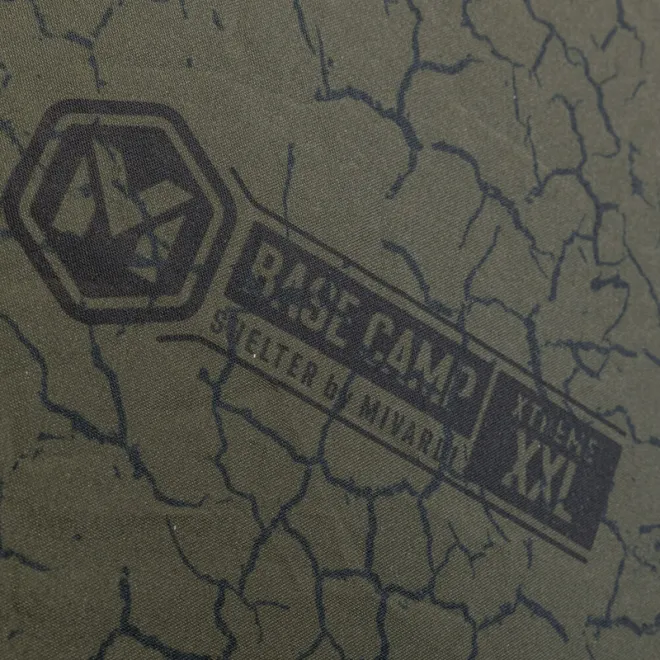 BASE CAMP
SHELTER by MIVARDI
XTREME
XXL